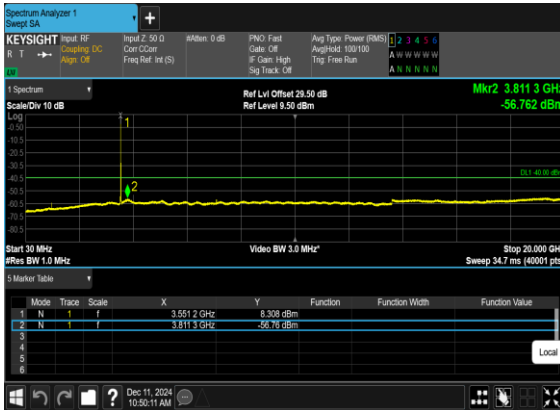 Spectrum Analyzer 1
Swept SA
+
KEYSIGHT
R T
Input: RF
Coupling: DC
Align: Off
Input Z: 50 Ω
Corr CCorr
Freq Ref: Int (S)
#Atten: 0 dB
PNO: Fast
Gate: Off
IF Gain: High
Sig Track: Off
Avg Type: Power (RMS)
Avg|Hold: 100/100
Trig: Free Run
1 2 3 4 5 6
A W W W W W
A N N N N N
1 Spectrum
Scale/Div 10 dB
Ref Lvl Offset 29.50 dB
Ref Level 9.50 dBm
Mkr2 3.811 3 GHz
-56.762 dBm
Log
-0.50
-10.5
-20.5
-30.5
-40.5
-50.5
-60.5
-70.5
-80.5
1
2
DL1 -40.00 dBm
Start 30 MHz
#Res BW 1.0 MHz
Video BW 3.0 MHz*
Stop 20.000 GHz
Sweep 34.7 ms (40001 pts)
5 Marker Table
Mode Trace Scale X Y Function Function Width Function Value
1 N 1 f 3.551 2 GHz 8.308 dBm
2 N 1 f 3.811 3 GHz -56.76 dBm
3
4
5
6
Local
?
Dec 11, 2024
10:50:11 AM